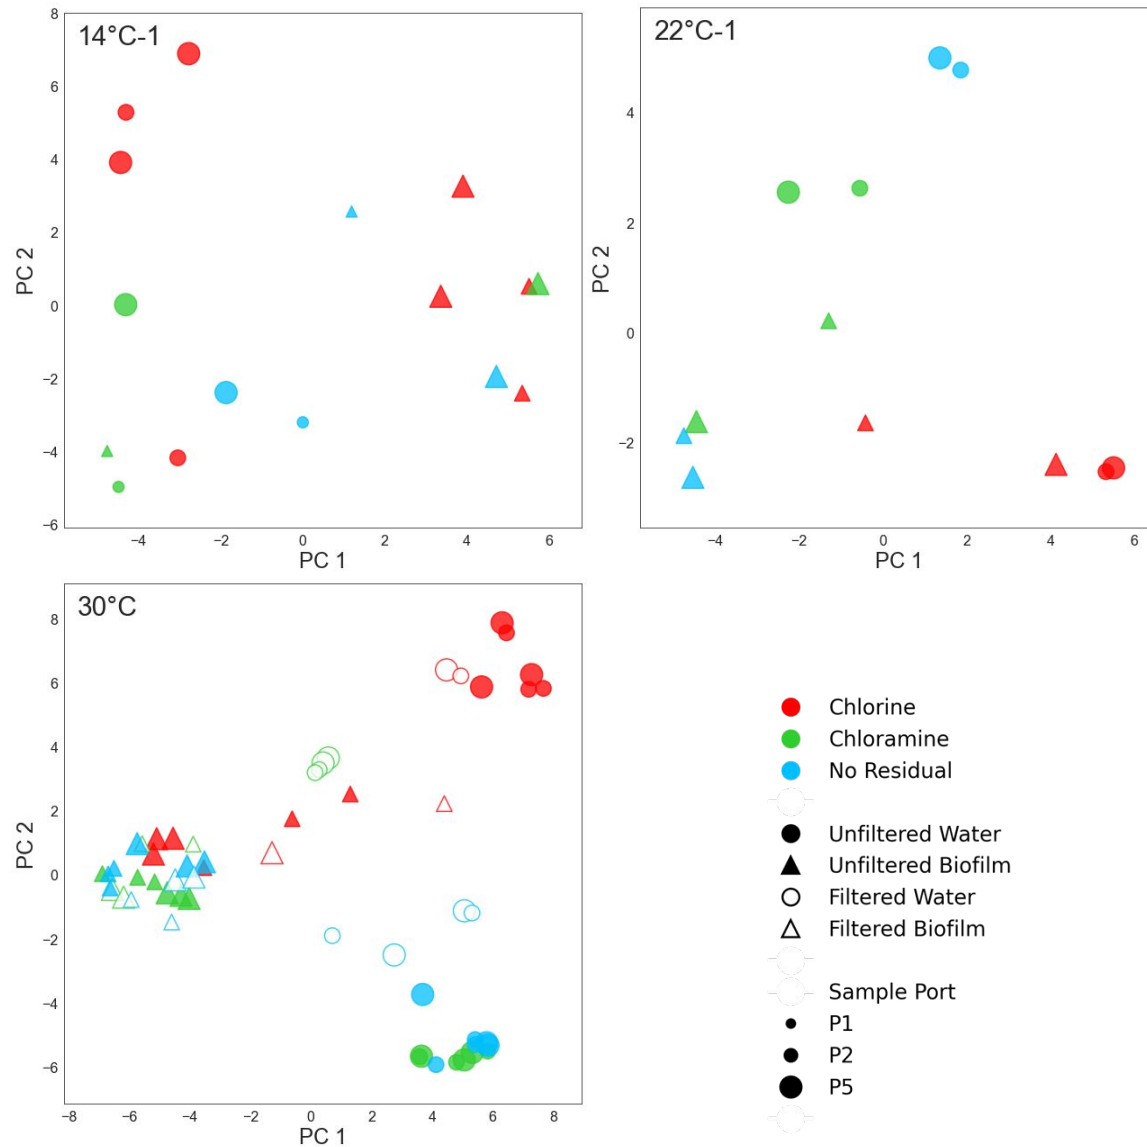 14°C-1
8
6
4
2
0
−2
−4
−6
PC 2
−4 −2 0 2 4 6
PC 1
22°C-1
4
2
0
−2
PC 2
−4 −2 0 2 4 6
PC 1
30°C
8
6
4
2
0
−2
−4
−6
PC 2
−8 −6 −4 −2 0 2 4 6 8
PC 1
Chlorine
Chloramine
No Residual
Unfiltered Water
Unfiltered Biofilm
Filtered Water
Filtered Biofilm
Sample Port
P1
P2
P5